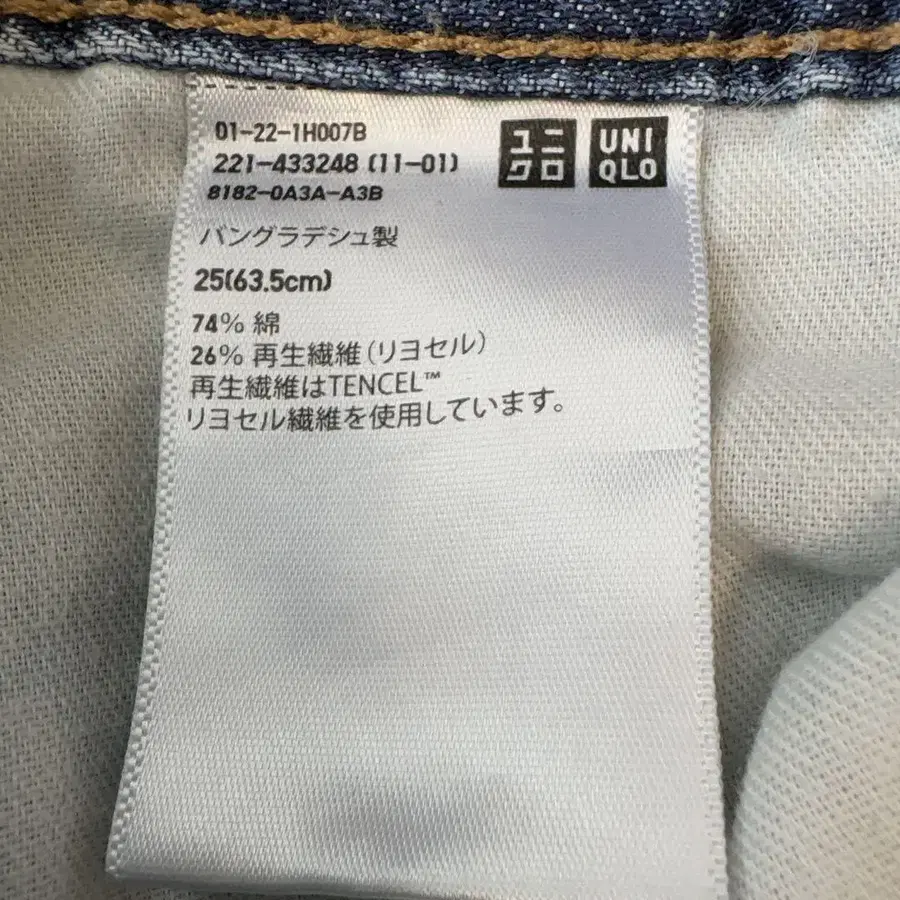 01-22-1H007B
221-433248 (11-01)
8182-0A3A-A3B
ユニクロ
UNIQLO
バングラデシュ製
25(63.5cm)
74% 綿
26% 再生繊維(リヨセル)
再生繊維はTENCEL™
リヨセル繊維を使用しています。